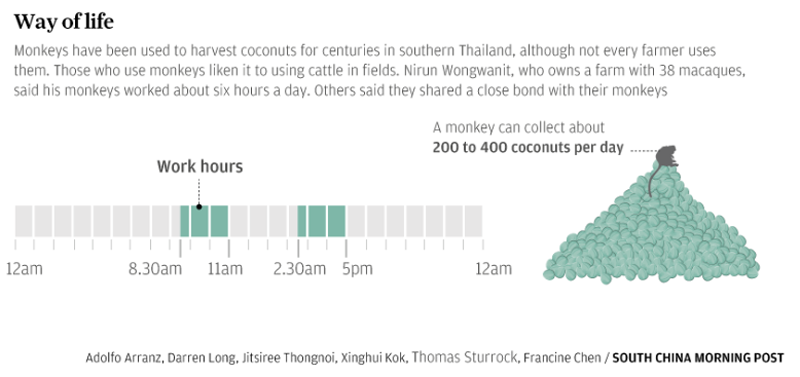 Way of life
Monkeys have been used to harvest coconuts for centuries in southern Thailand, although not every farmer uses
them. Those who use monkeys liken it to using cattle in fields. Nirun Wongwanit, who owns a farm with 38 macaques,
said his monkeys worked about six hours a day. Others said they shared a close bond with their monkeys
A monkey can collect about
200 to 400 coconuts per day
Work hours
12am 8.30am 11am 2.30am 5pm 12am
Adolfo Arranz, Darren Long, Jitsiree Thongnoi, Xinghui Kok, Thomas Sturrock, Francine Chen / SOUTH CHINA MORNING POST